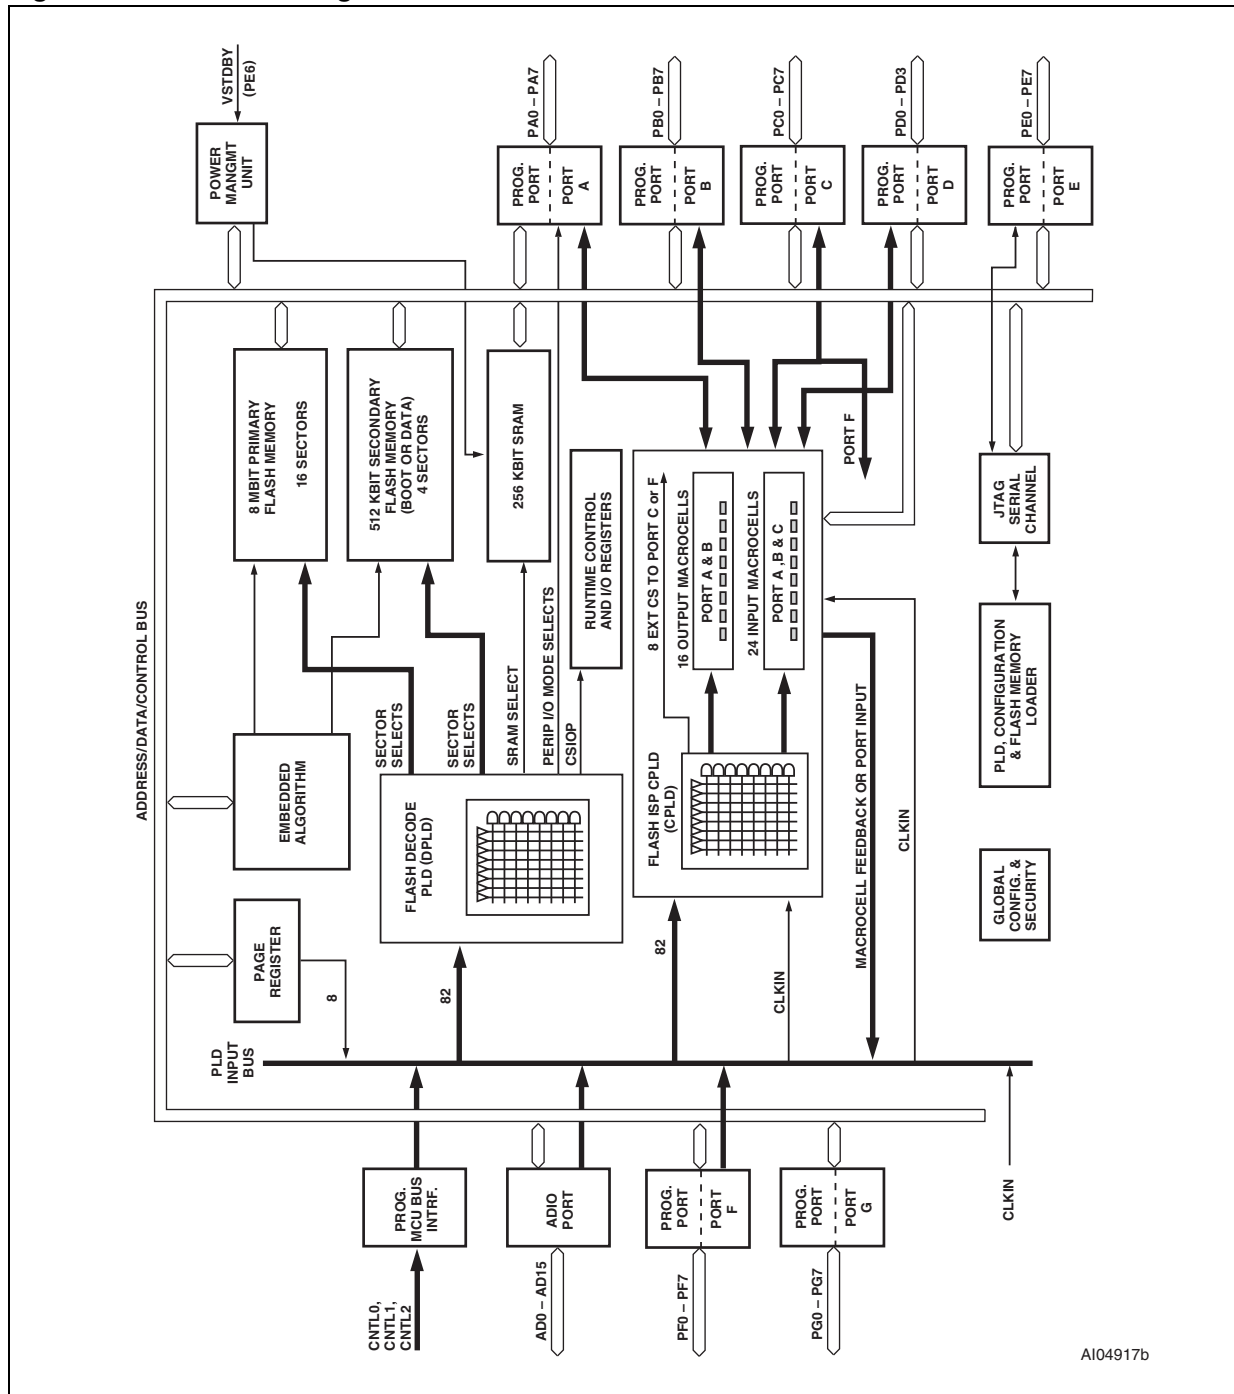 VSTDBY
(PE6)
POWER
MANGMT
UNIT
PA0 – PA7
PROG.
PORT
PORT
A
PB0 – PB7
PROG.
PORT
PORT
B
PC0 – PC7
PROG.
PORT
PORT
C
PD0 – PD3
PROG.
PORT
PORT
D
PE0 – PE7
PROG.
PORT
PORT
E
ADDRESS/DATA/CONTROL BUS
8 MBIT PRIMARY
FLASH MEMORY
16 SECTORS
512 KBIT SECONDARY
FLASH MEMORY
(BOOT OR DATA)
4 SECTORS
256 KBIT SRAM
RUNTIME CONTROL
AND I/O REGISTERS
SECTOR
SELECTS
SECTOR
SELECTS
SRAM SELECT
PERIP I/O MODE SELECTS
CSIOP
8 EXT CS TO PORT C or F
16 OUTPUT MACROCELLS
PORT A & B
24 INPUT MACROCELLS
PORT A ,B & C
PORT F
JTAG
SERIAL
CHANNEL
EMBEDDED
ALGORITHM
FLASH DECODE
PLD (DPLD)
FLASH ISP CPLD
(CPLD)
MACROCELL FEEDBACK OR PORT INPUT
CLKIN
PLD, CONFIGURATION
& FLASH MEMORY
LOADER
PAGE
REGISTER
8
82
82
CLKIN
GLOBAL
CONFIG. &
SECURITY
PLD
INPUT
BUS
PROG.
MCU BUS
INTRF.
ADIO
PORT
PROG.
PORT
PORT
F
PROG.
PORT
PORT
G
CLKIN
CNTL0,
CNTL1,
CNTL2
AD0 – AD15
PF0 – PF7
PG0 – PG7
AI04917b